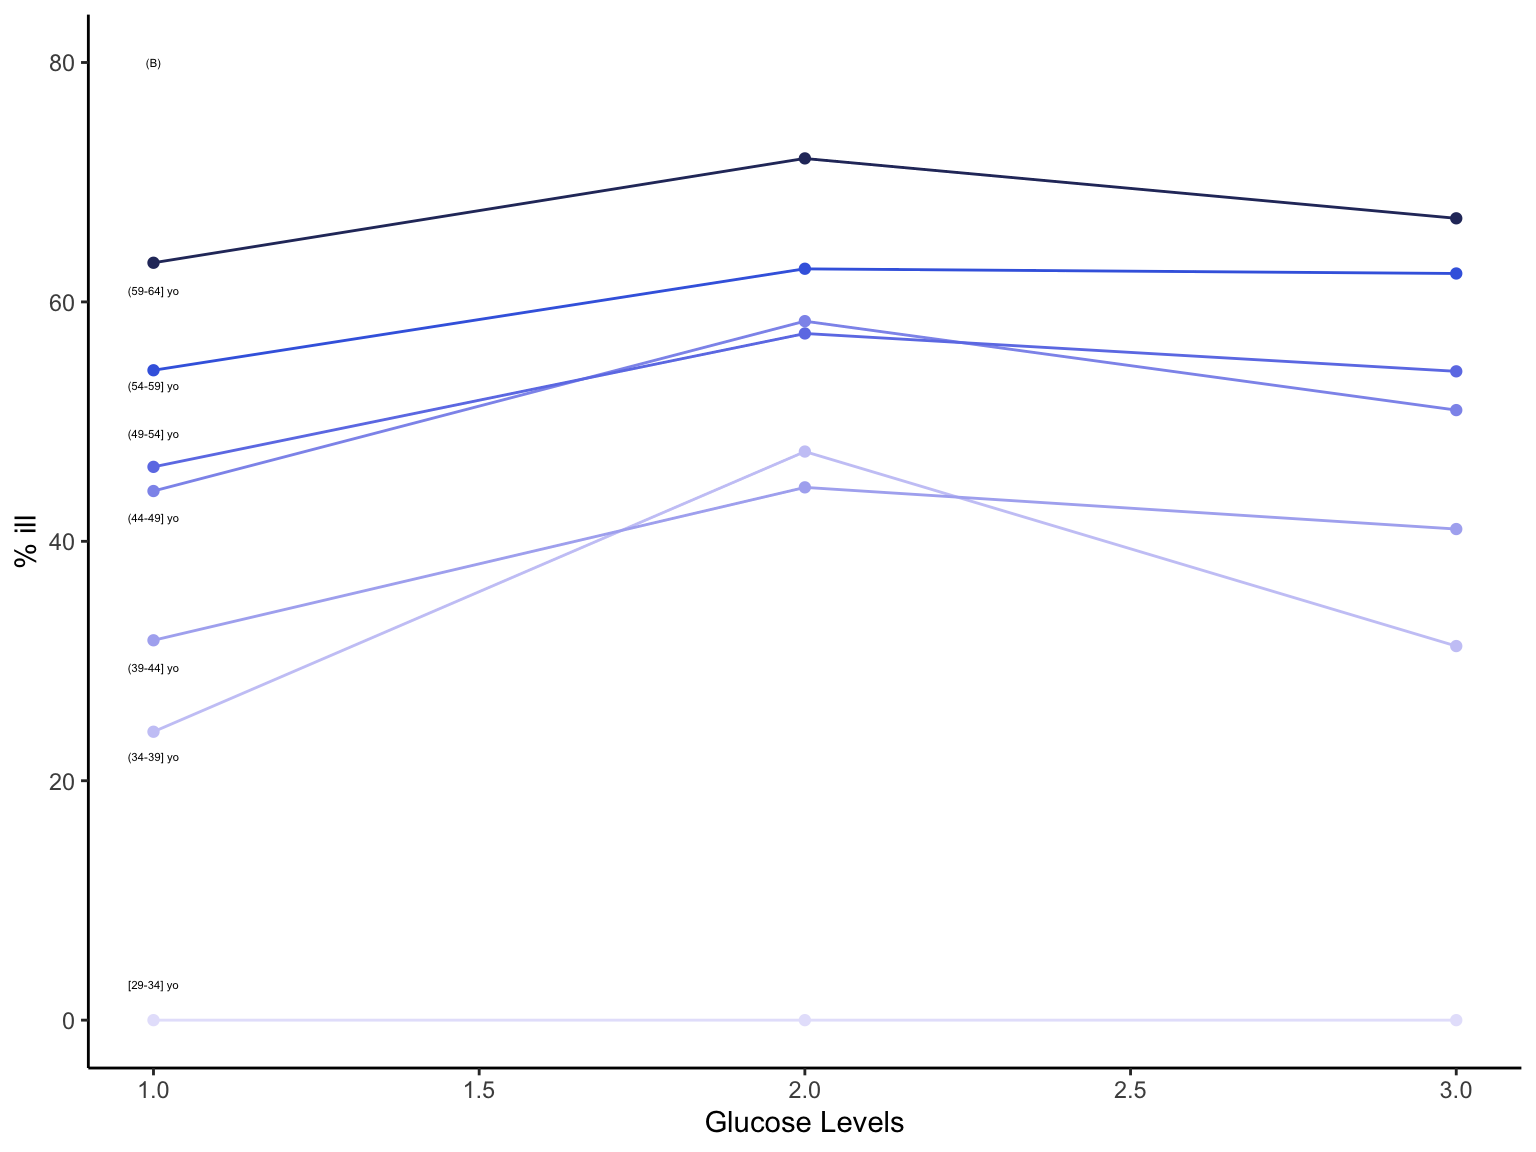 (B)
80
(59-64] yo
60
(54-59] yo
(49-54] yo
(44-49] yo
40
(39-44] yo
(34-39] yo
20
[29-34] yo
0
% ill
1.0 1.5 2.0 2.5 3.0
Glucose Levels